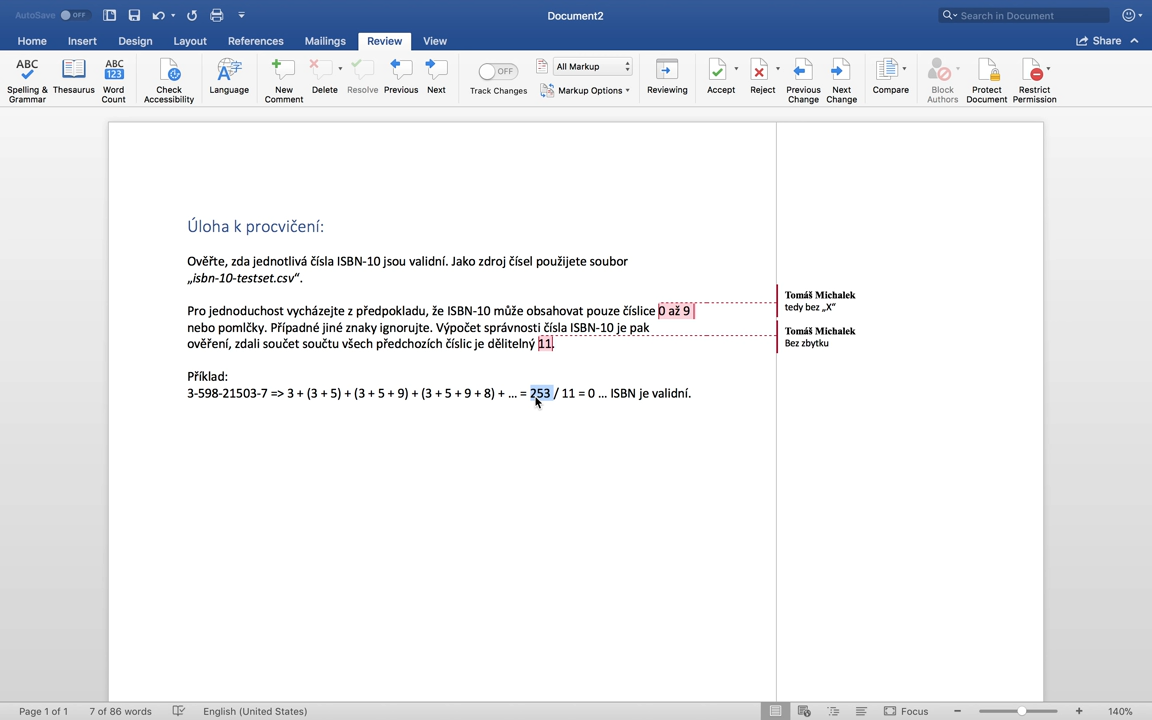 AutoSave OFF
Document2
Search in Document
Home Insert Design Layout References Mailings Review View
Share
ABC
ABC
123
A
OFF
All Markup
Spelling & Grammar
Thesaurus
Word Count
Check Accessibility
Language
New Comment
Delete
Resolve
Previous
Next
Track Changes
Markup Options
Reviewing
Accept
Reject
Previous Change
Next Change
Compare
Block Authors
Protect Document
Restrict Permission
Úloha k procvičení:
Ověřte, zda jednotlivá čísla ISBN-10 jsou validní. Jako zdroj čísel použijete soubor
„isbn-10-testset.csv“.
Pro jednoduchost vycházejte z předpokladu, že ISBN-10 může obsahovat pouze číslice 0 až 9
nebo pomlčky. Případné jiné znaky ignorujte. Výpočet správnosti čísla ISBN-10 je pak
ověření, zdali součet součtu všech předchozích číslic je dělitelný 11.
Tomáš Michalek
tedy bez „X“
Tomáš Michalek
Bez zbytku
Příklad:
3-598-21503-7 => 3 + (3 + 5) + (3 + 5 + 9) + (3 + 5 + 9 + 8) + ... = 253 / 11 = 0 ... ISBN je validní.
Page 1 of 1 7 of 86 words English (United States) Focus 140%